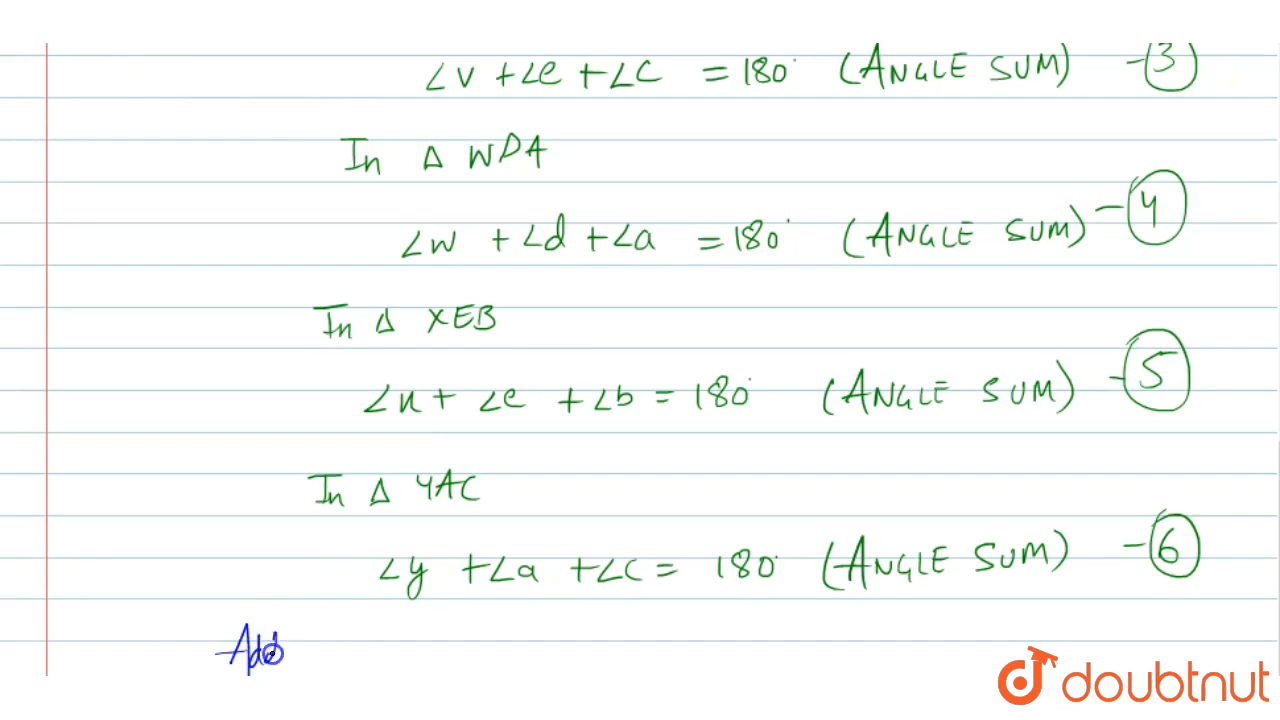 ∠v + ∠e + ∠c = 180° (ANGLE SUM) - 3
In Δ WDA
∠w + ∠d + ∠a = 180° (ANGLE SUM) - 4
In Δ XEB
∠x + ∠e + ∠b = 180° (ANGLE SUM) - 5
In Δ YAC
∠y + ∠a + ∠c = 180° (ANGLE SUM) - 6
Add
doubtnut